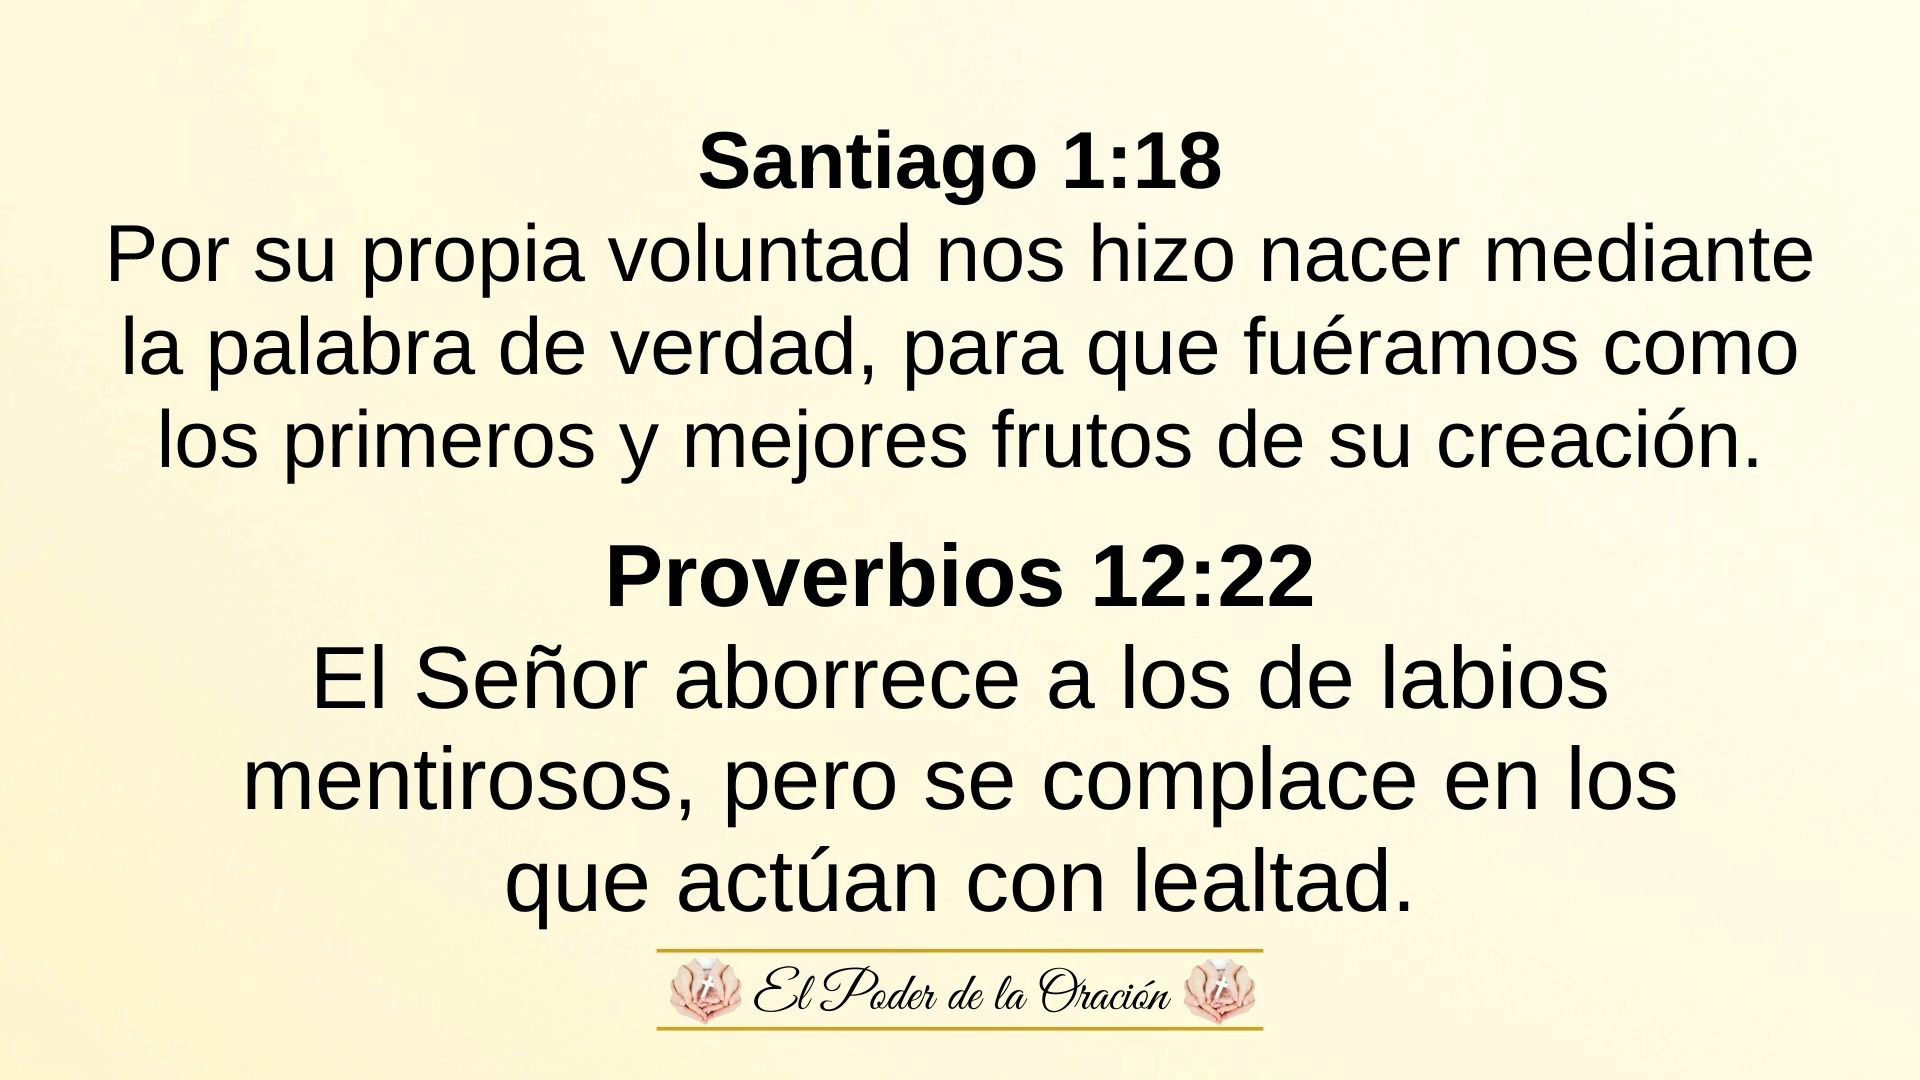 Santiago 1:18
Por su propia voluntad nos hizo nacer mediante
la palabra de verdad, para que fuéramos como
los primeros y mejores frutos de su creación.
Proverbios 12:22
El Señor aborrece a los de labios
mentirosos, pero se complace en los
que actúan con lealtad.
El Poder de la Oración